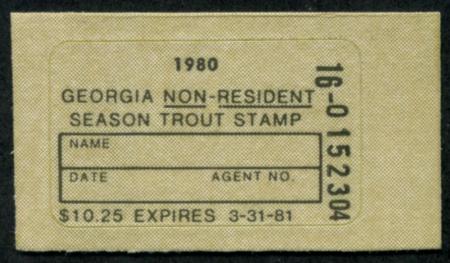 1980
GEORGIA NON-RESIDENT
SEASON TROUT STAMP
NAME
DATE AGENT NO.
$10.25 EXPIRES 3-31-81
16-0152304